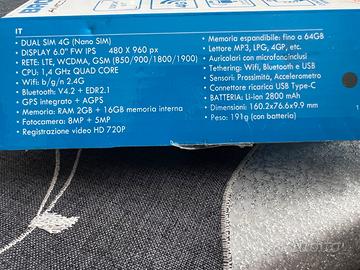 IT
• DUAL SIM 4G (Nano SIM)
• DISPLAY 6.0" FW IPS 480 X 960 px
• RETE: LTE, WCDMA, GSM (850/900/1800/1900)
• CPU: 1,4 GHz QUAD CORE
• Wifi: b/g/n 2.4G
• Bluetooth: V4.2 + EDR2.1
• GPS integrato + AGPS
• Memoria: RAM 2GB + 16GB memoria interna
• Fotocamera: 8MP + 5MP
• Registrazione video HD 720P
• Memoria espandibile: fino a 64GB
• Lettore MP3, LPG, 4GP, etc.
• Auricolari con microfono inclusi
• Tethering: Wifi, Bluetooth e USB
• Sensori: Prossimità, Accelerometro
• Connettore ricarica USB Type-C
• BATTERIA: Li-ion 2800 mAh
• Dimensioni: 160.2x76.6x9.9 mm
• Peso: 191g (con batteria)